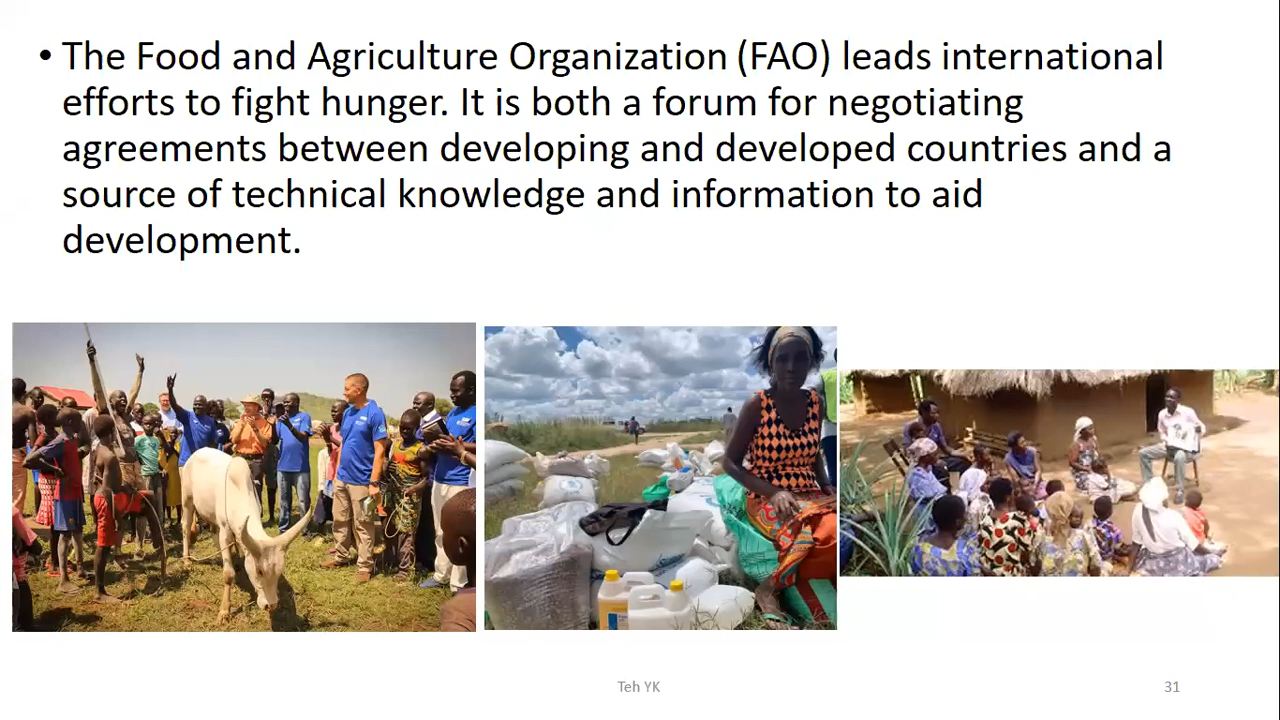 • The Food and Agriculture Organization (FAO) leads international
efforts to fight hunger. It is both a forum for negotiating
agreements between developing and developed countries and a
source of technical knowledge and information to aid
development.
Teh YK
31